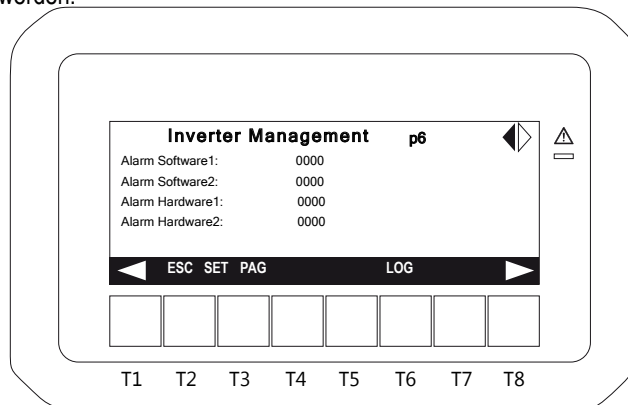 worden.
Inverter Management p6
Alarm Software1: 0000
Alarm Software2: 0000
Alarm Hardware1: 0000
Alarm Hardware2: 0000
ESC SET PAG LOG
T1 T2 T3 T4 T5 T6 T7 T8